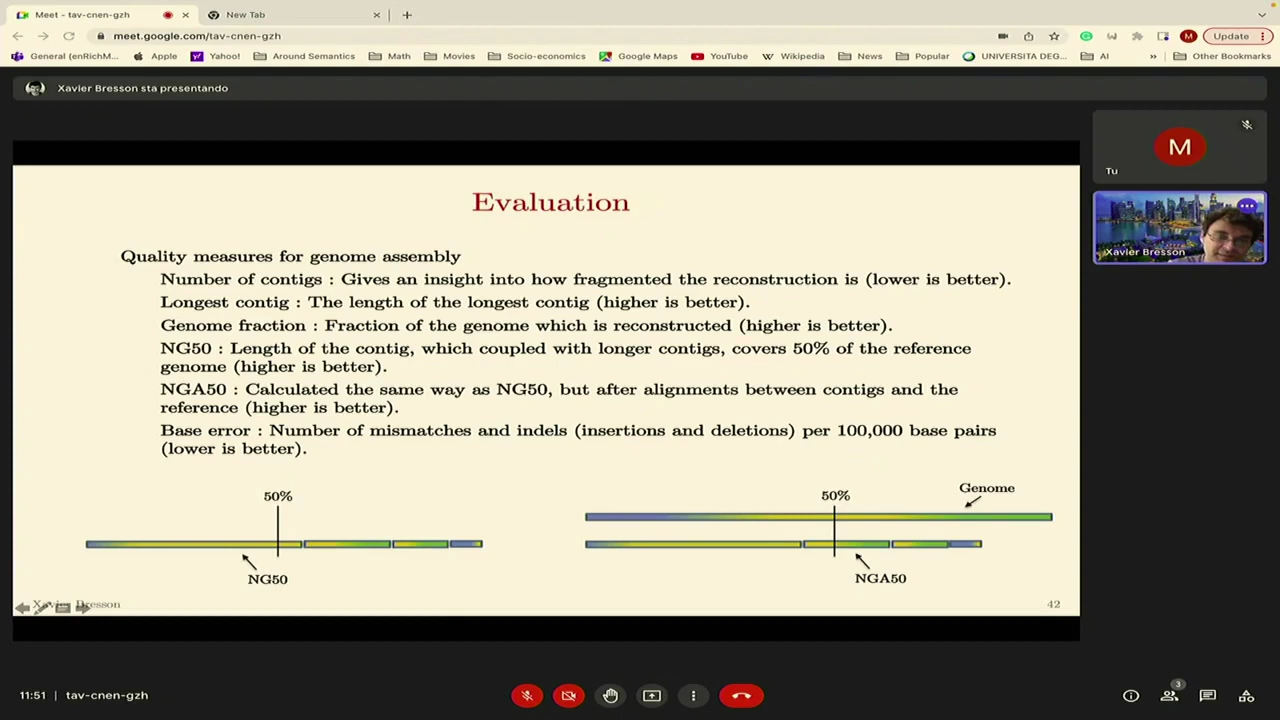 Meet - tav-cnen-gzh
New Tab
meet.google.com/tav-cnen-gzh
Update
General (enRichM...
Apple
Yahoo!
Around Semantics
Math
Movies
Socio-economics
Google Maps
YouTube
Wikipedia
News
Popular
UNIVERSITA DEG...
AI
Other Bookmarks
Xavier Bresson sta presentando
M
Tu
Xavier Bresson
Evaluation
Quality measures for genome assembly
Number of contigs : Gives an insight into how fragmented the reconstruction is (lower is better).
Longest contig : The length of the longest contig (higher is better).
Genome fraction : Fraction of the genome which is reconstructed (higher is better).
NG50 : Length of the contig, which coupled with longer contigs, covers 50% of the reference
genome (higher is better).
NGA50 : Calculated the same way as NG50, but after alignments between contigs and the
reference (higher is better).
Base error : Number of mismatches and indels (insertions and deletions) per 100,000 base pairs
(lower is better).
50%
NG50
50%
Genome
NGA50
Xavier Bresson
42
11:51 | tav-cnen-gzh
3